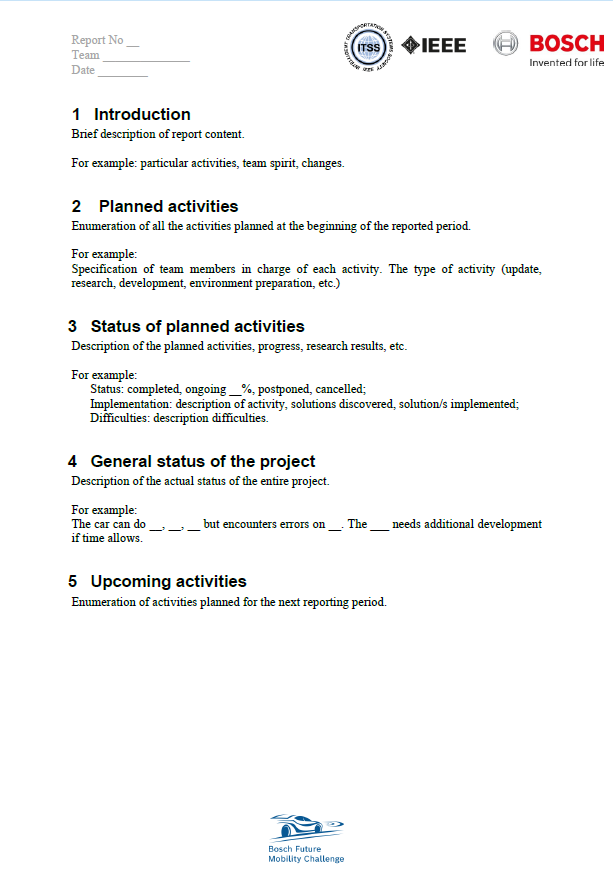 Report No __
Team ______________
Date ________
INTELLIGENT TRANSPORTATION SYSTEMS SOCIETY
ITSS
IEEE
IEEE
BOSCH
Invented for life
1 Introduction
Brief description of report content.
For example: particular activities, team spirit, changes.
2 Planned activities
Enumeration of all the activities planned at the beginning of the reported period.
For example:
Specification of team members in charge of each activity. The type of activity (update,
research, development, environment preparation, etc.)
3 Status of planned activities
Description of the planned activities, progress, research results, etc.
For example:
Status: completed, ongoing __%, postponed, cancelled;
Implementation: description of activity, solutions discovered, solution/s implemented;
Difficulties: description difficulties.
4 General status of the project
Description of the actual status of the entire project.
For example:
The car can do __, __, __ but encounters errors on __. The ___ needs additional development
if time allows.
5 Upcoming activities
Enumeration of activities planned for the next reporting period.
Bosch Future
Mobility Challenge